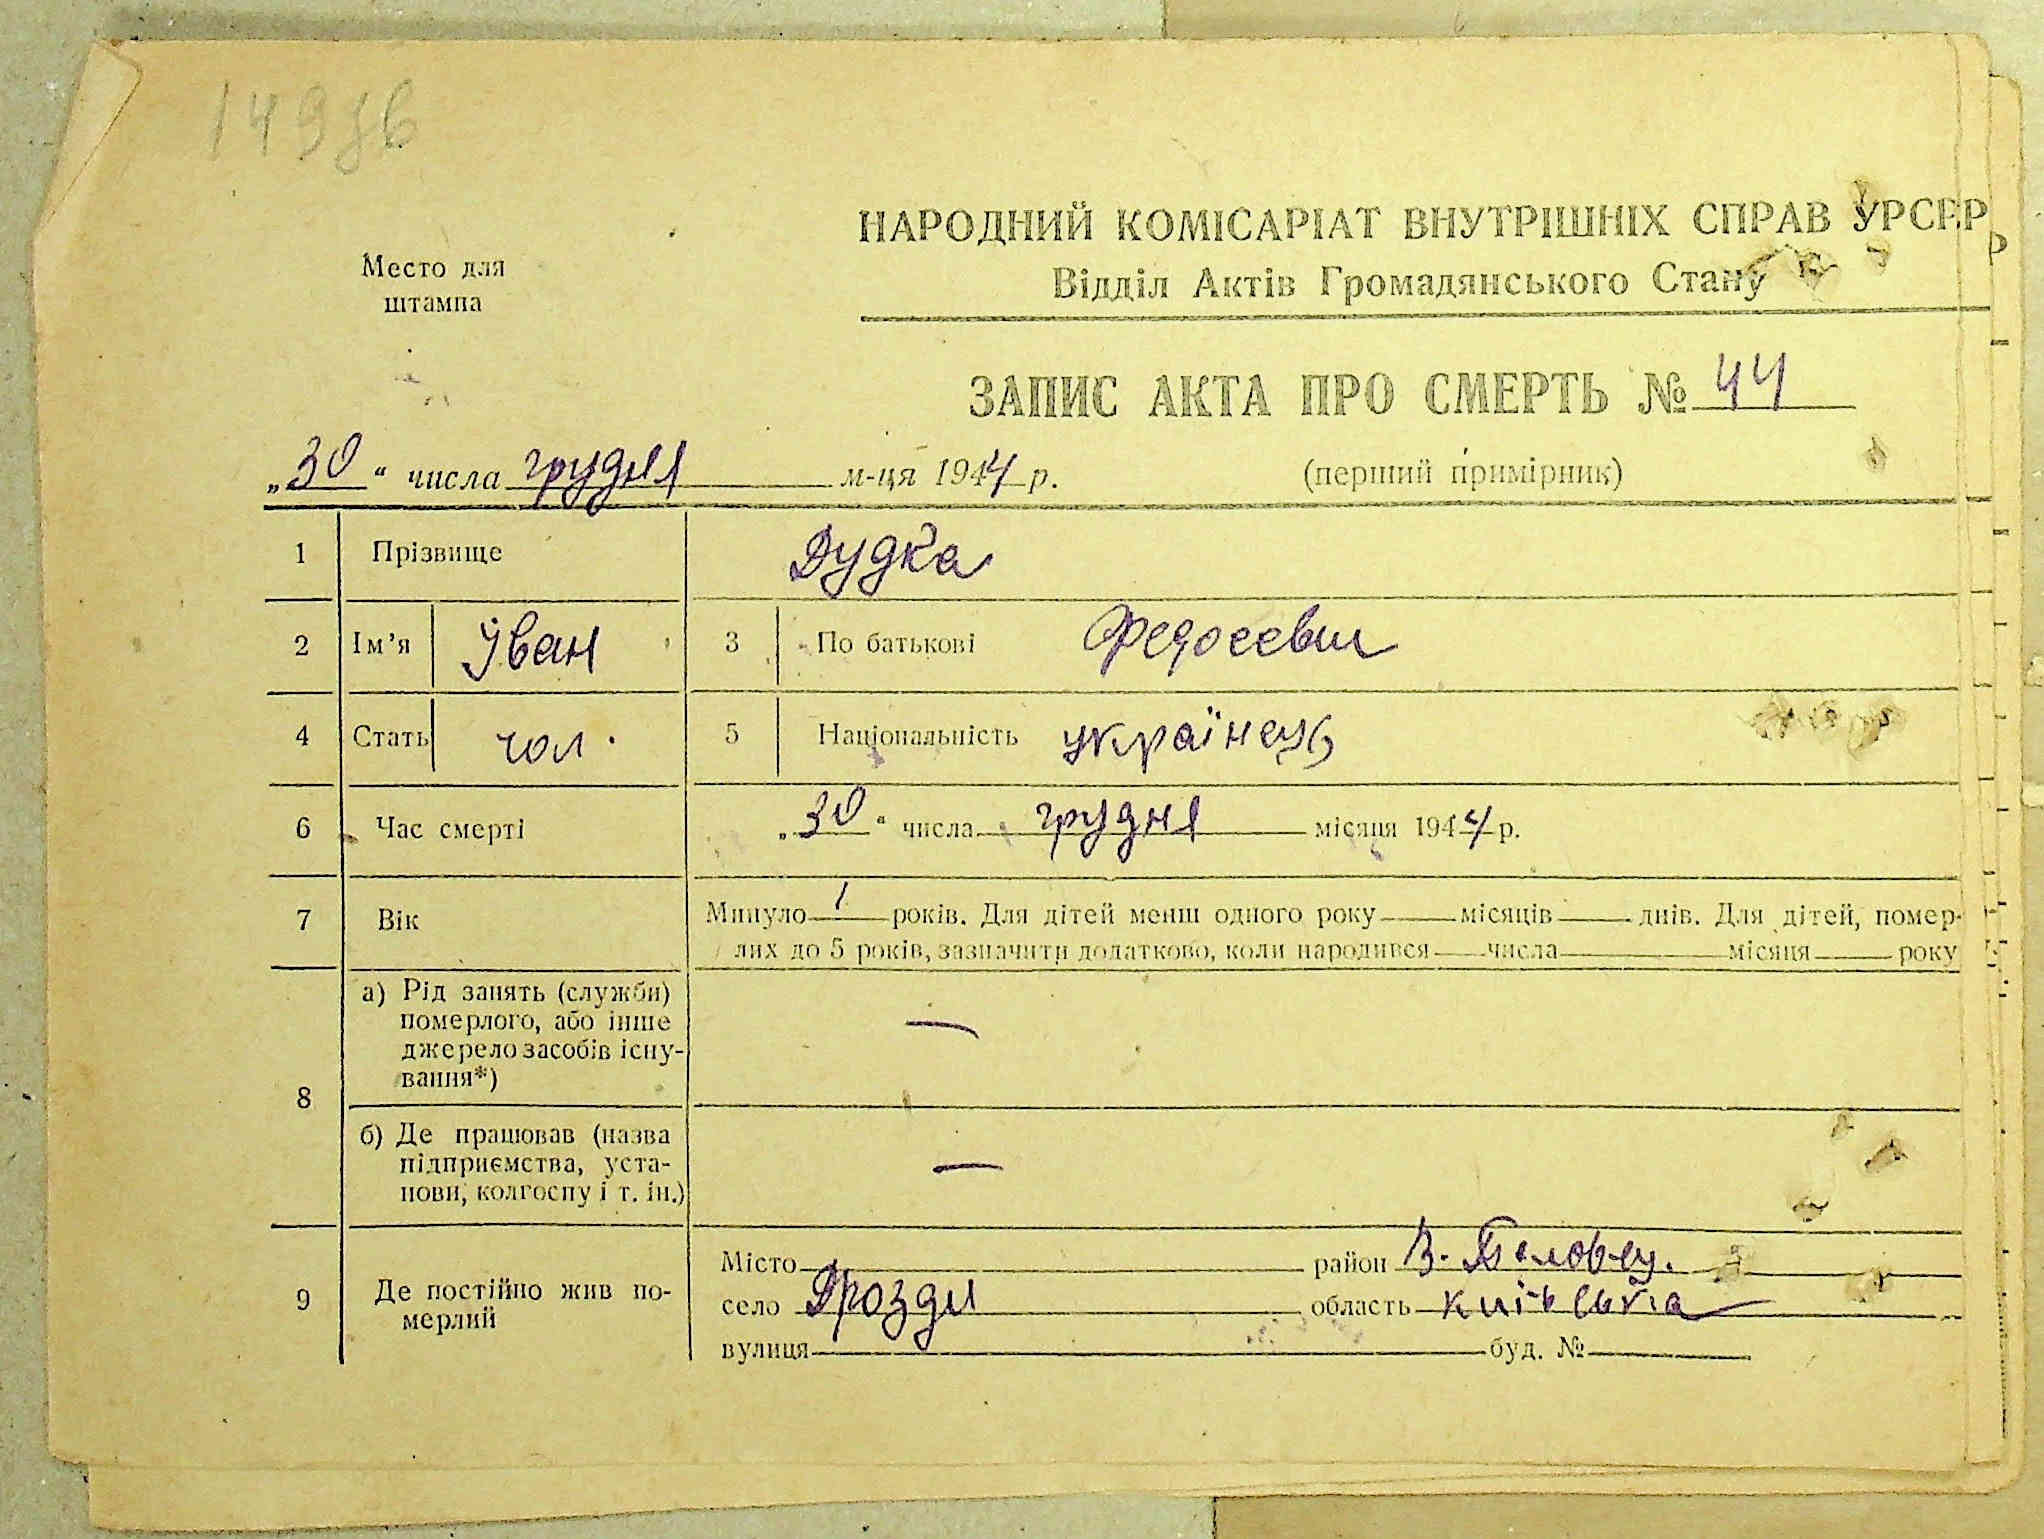 149зв
НАРОДНИЙ КОМІСАРІАТ ВНУТРІШНІХ СПРАВ УРСР
Відділ Актів Громадянського Стану
Место для
штампа
ЗАПИС АКТА ПРО СМЕРТЬ № 44
„30“ числа грудня м-ця 1944 р.
(перший примірник)
1 Прізвище Дудка
2 Ім'я Іван 3 По батькові Федосеевич
4 Стать чол. 5 Національність українець
6 Час смерті „30“ числа грудня місяця 1944 р.
7 Вік Минуло 1 років. Для дітей менш одного року місяців днів. Для дітей, помер-
лих до 5 років, зазначити додатково, коли народився числа місяця року
8 а) Рід занять (служби)
померлого, або інше
джерело засобів існу-
вання*) —
б) Де працював (назва
підприємства, уста-
нови, колгоспу і т. ін.) —
9 Де постійно жив по-
мерлий
Місто район В.
село Дрозди область київська
вулиця буд. №